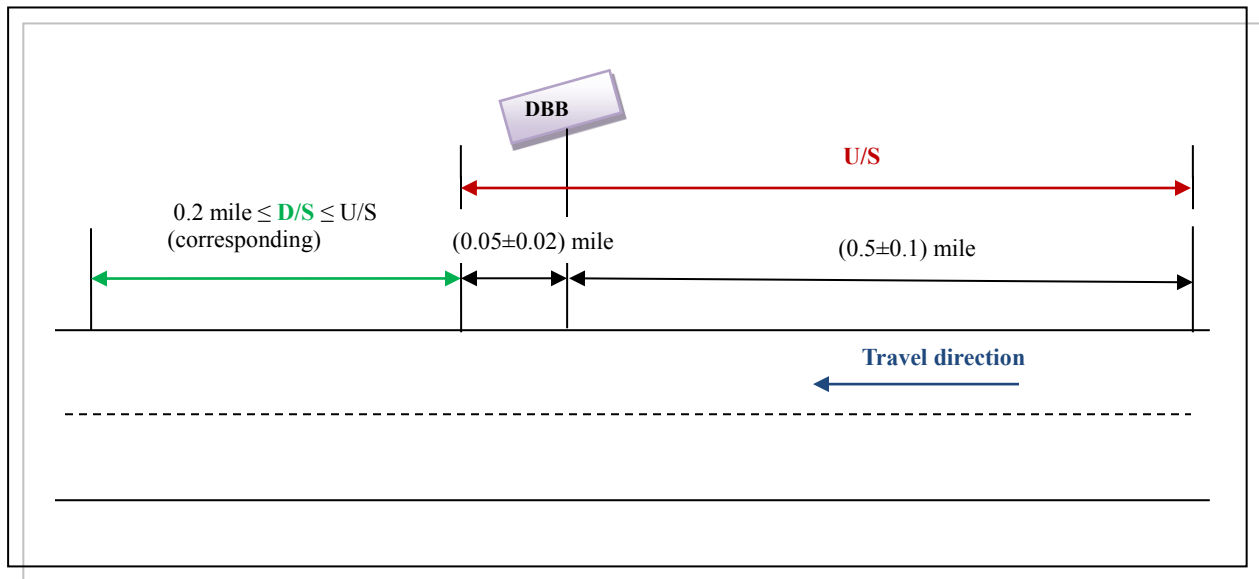 DBB
U/S
0.2 mile ≤ D/S ≤ U/S
(corresponding)
(0.05±0.02) mile
(0.5±0.1) mile
Travel direction